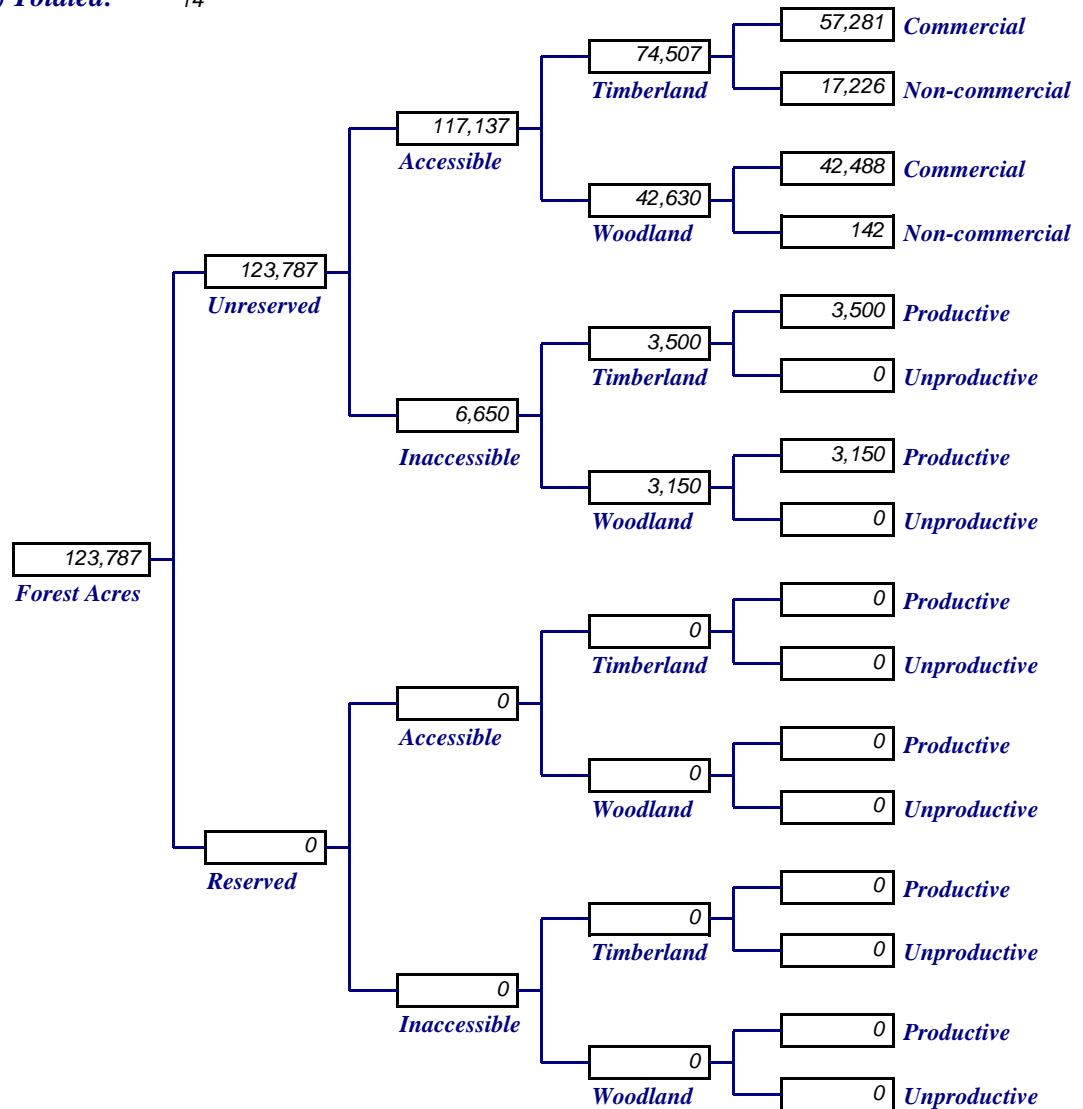 Totaled: 14
57,281 Commercial
74,507
Timberland
17,226 Non-commercial
117,137
Accessible
42,488 Commercial
42,630
Woodland
142 Non-commercial
123,787
Unreserved
3,500 Productive
3,500
Timberland
0 Unproductive
6,650
Inaccessible
3,150 Productive
3,150
Woodland
0 Unproductive
123,787
Forest Acres
0 Productive
0
Timberland
0 Unproductive
0
Accessible
0 Productive
0
Woodland
0 Unproductive
0
Reserved
0 Productive
0
Timberland
0 Unproductive
0
Inaccessible
0 Productive
0
Woodland
0 Unproductive